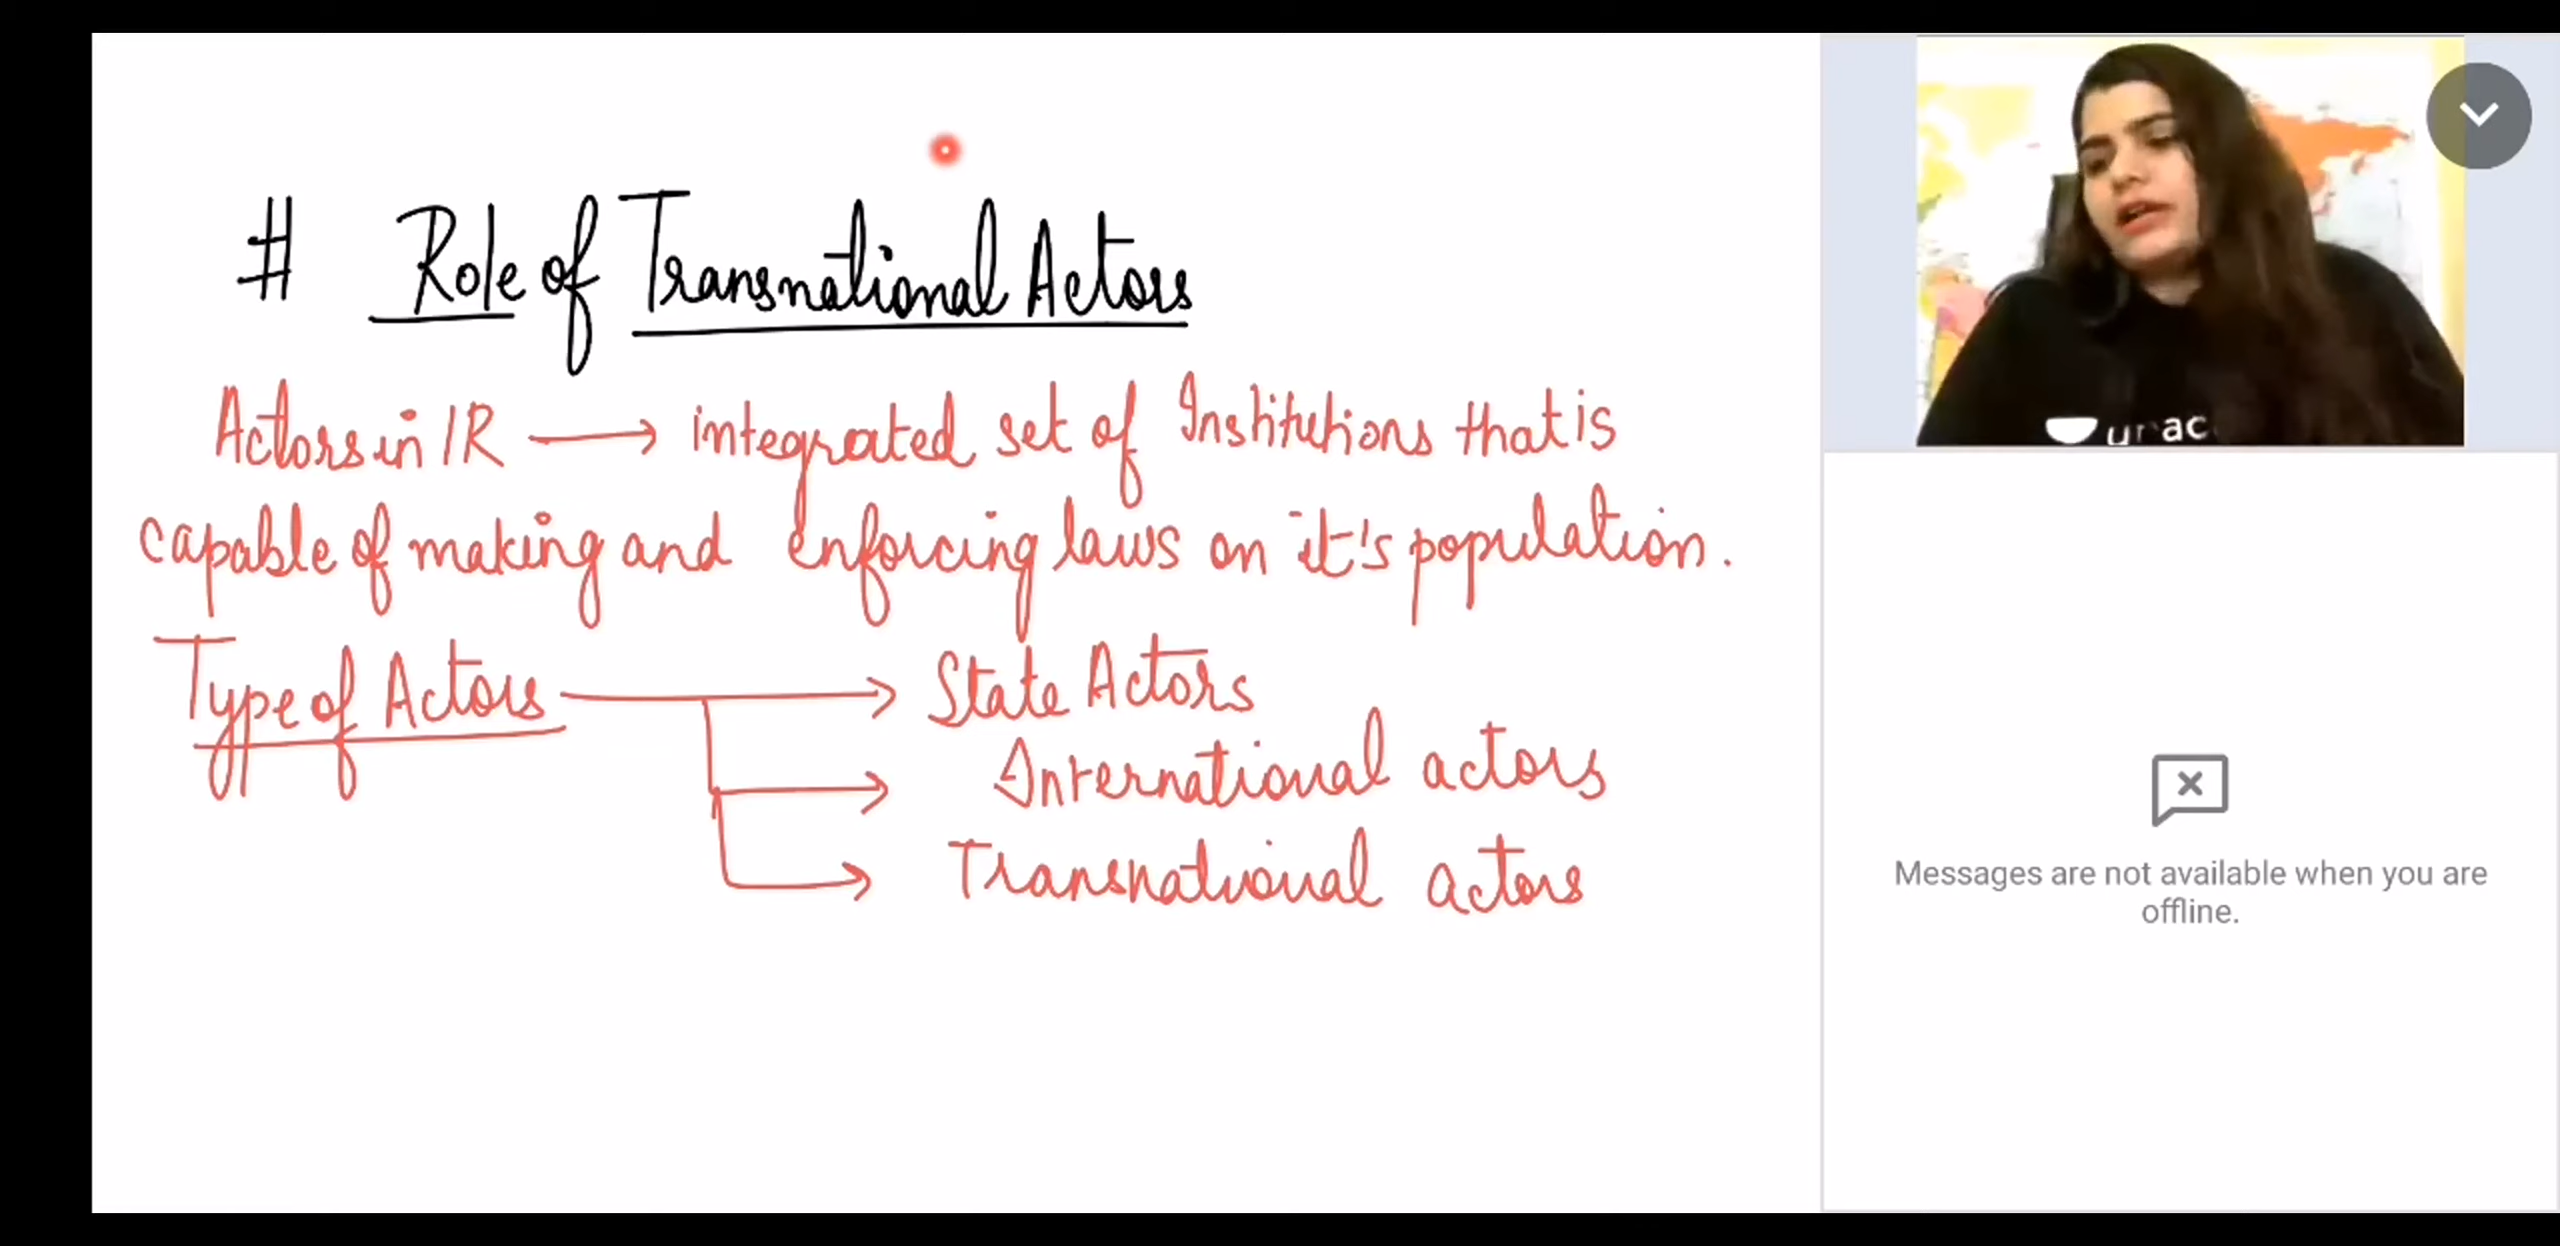 # Role of Transnational Actors
Actors in IR → integrated set of Institutions that is
capable of making and enforcing laws on it's population.
Type of Actors → State Actors
→ International actors
→ Transnational actors
Messages are not available when you are
offline.